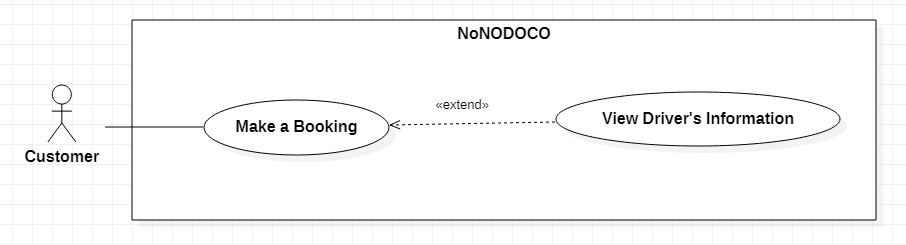 NoNODOCO
«extend»
Make a Booking
View Driver's Information
Customer